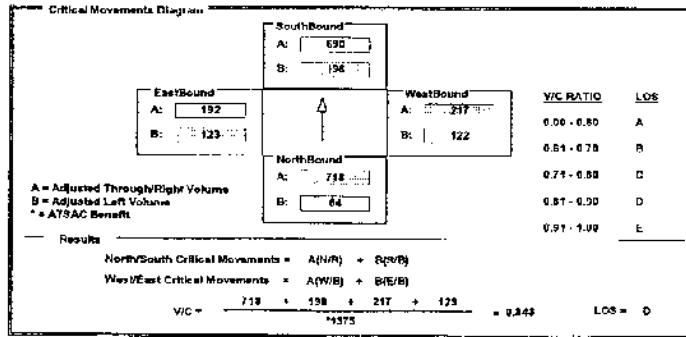 Critical Movements Diagram
SouthBound
A: 690
B: 198
EastBound
A: 192
B: 123
WestBound
A: 217
B: 122
V/C RATIO LOS
0.00 - 0.60 A
0.61 - 0.70 B
0.71 - 0.80 C
0.81 - 0.90 D
0.91 - 1.00 E
NorthBound
A: 718
B: 64
A = Adjusted Through/Right Volume
B = Adjusted Left Volume
* = ATSAC Benefit
Results
North/South Critical Movements = A(N/B) + B(S/B)
West/East Critical Movements = A(W/B) + B(E/B)
V/C = 718 + 198 + 217 + 123 = LOS = D
*1375